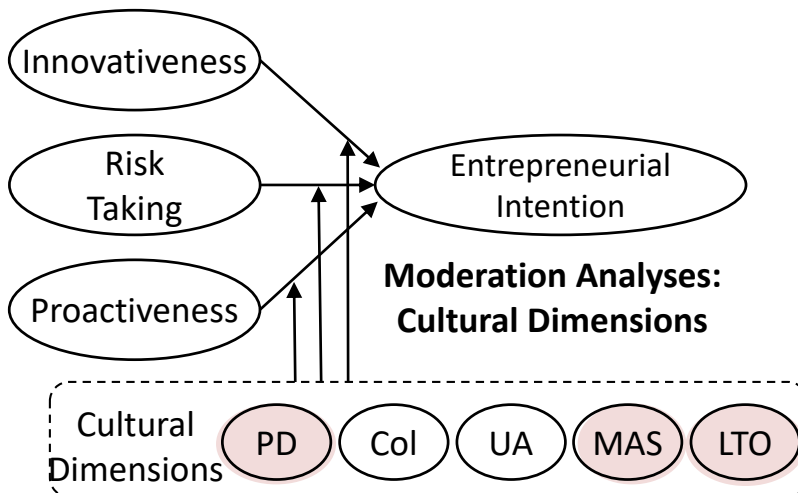 Innovativeness
Risk
Taking
Entrepreneurial
Intention
Proactiveness
Moderation Analyses:
Cultural Dimensions
Cultural
Dimensions
PD
Col
UA
MAS
LTO